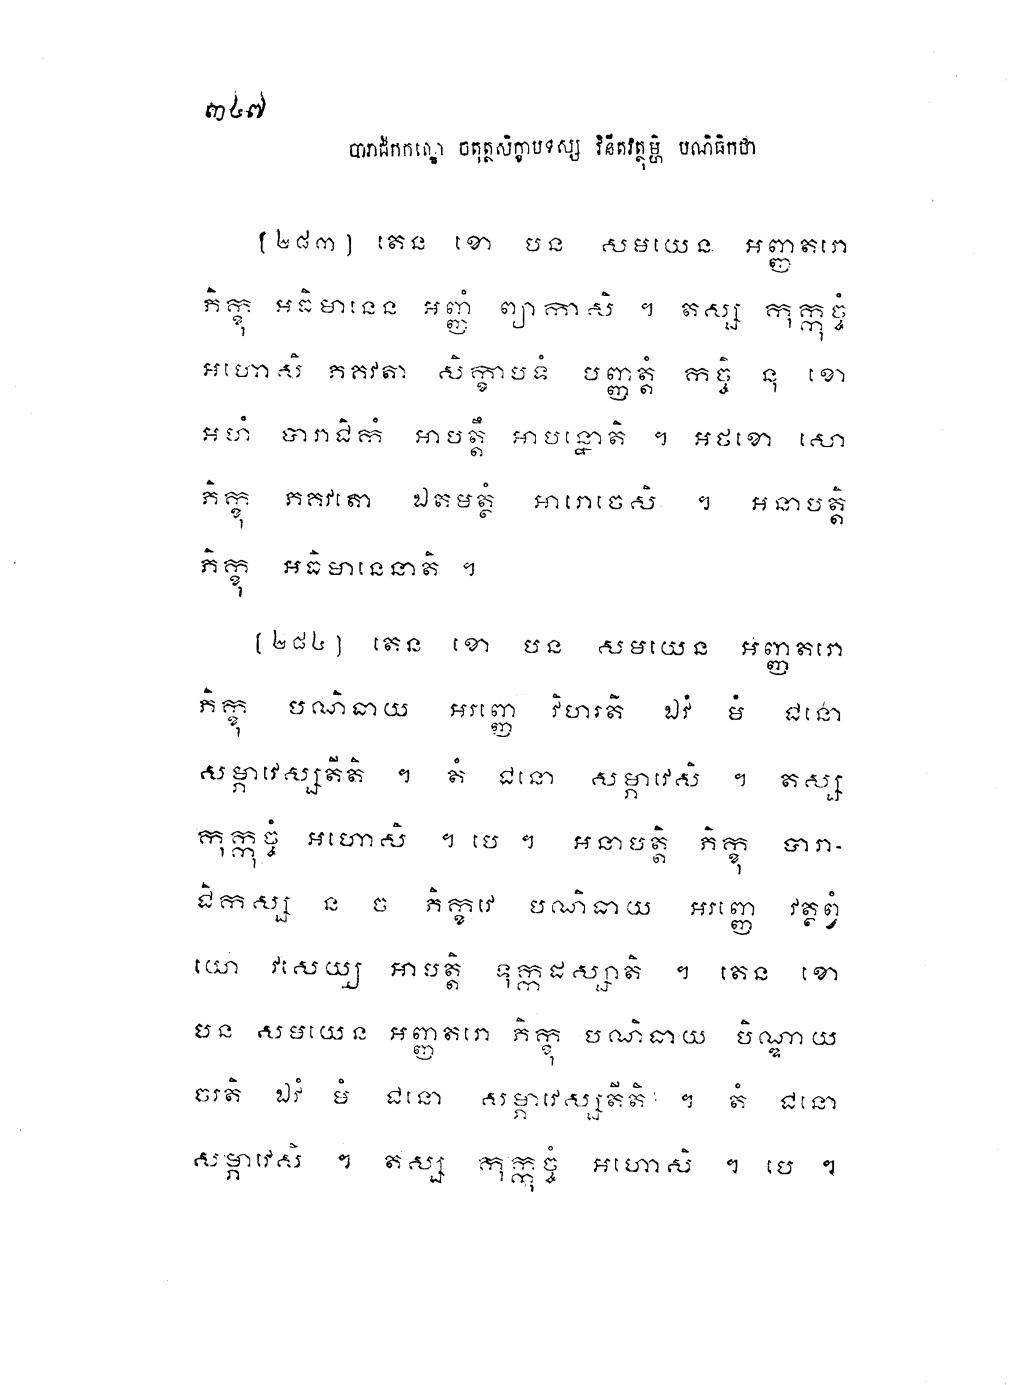 ៣៤៧
បារាជិកកណ្ឌេ ចតុត្ថសិក្ខាបទស្ស វិនីតវត្ថុម្ហិ បណិធិកថា
[២៨៣] តេន ខោ បន សមយេន អញ្ញតរោ
ភិក្ខុ អធិមានេន អញ្ញំ ព្យាកាសិ ។ តស្ស កុក្កុច្ចំ
អហោសិ ភគវតា សិក្ខាបទំ បញ្ញត្តំ កច្ចិ នុ ខោ
អហំ បារាជិកំ អាបត្តឹ អាបន្នោតិ ។ អថខោ សោ
ភិក្ខុ ភគវតោ ឯតមត្ថំ អារោចេសិ ។ អនាបត្តិ
ភិក្ខុ អធិមានេនាតិ ។
[២៨៤] តេន ខោ បន សមយេន អញ្ញតរោ
ភិក្ខុ បណិធាយ អរញ្ញេ វិហរតិ ឯវំ មំ ជនោ
សម្ភាវេស្សតីតិ ។ តំ ជនោ សម្ភាវេសិ ។ តស្ស
កុក្កុច្ចំ អហោសិ ។ បេ ។ អនាបត្តិ ភិក្ខុ បារា-
ជិកស្ស ន ច ភិក្ខវេ បណិធាយ អរញ្ញេ វត្ថព្វំ
យោ វសេយ្យ អាបត្តិ ទុក្កដស្សាតិ ។ តេន ខោ
បន សមយេន អញ្ញតរោ ភិក្ខុ បណិធាយ បិណ្ឌាយ
ចរតិ ឯវំ មំ ជនោ សម្ភាវេស្សតីតិ ។ តំ ជនោ
សម្ភាវេសិ ។ តស្ស កុក្កុច្ចំ អហោសិ ។ បេ ។